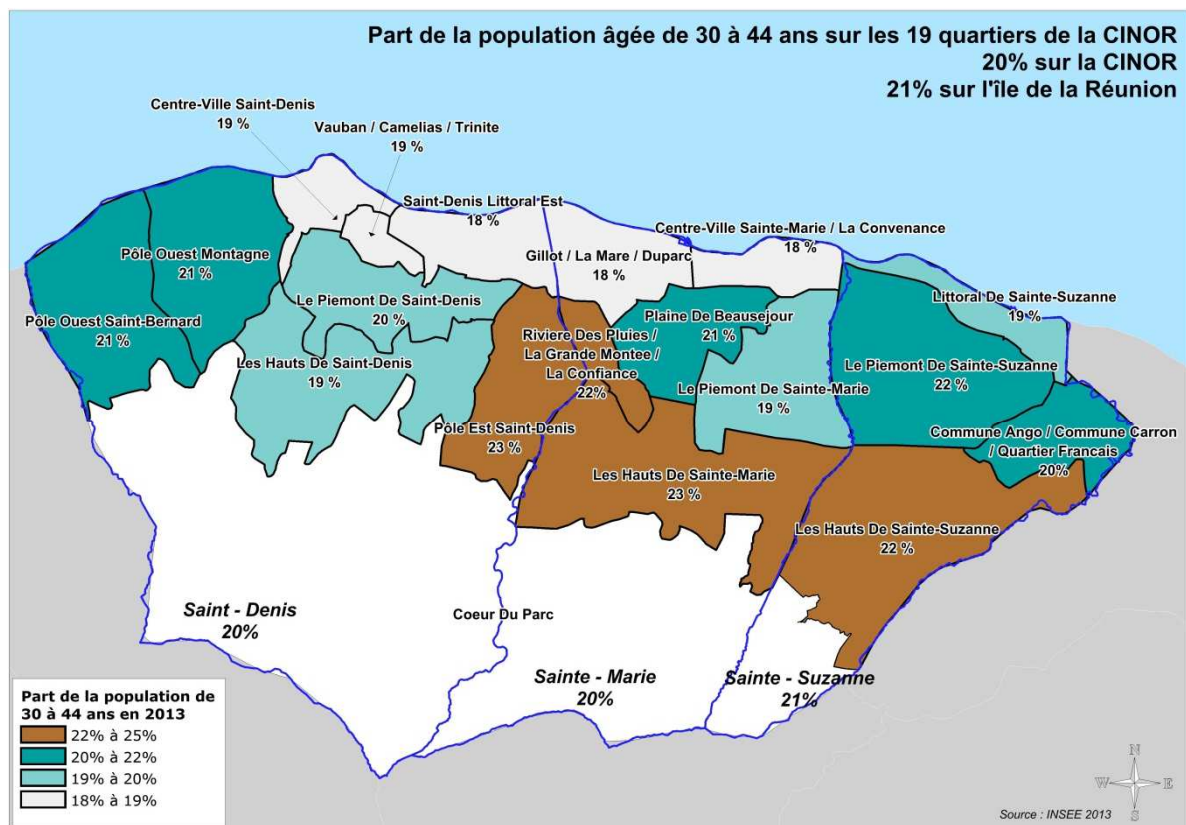 Part de la population âgée de 30 à 44 ans sur les 19 quartiers de la CINOR
20% sur la CINOR
21% sur l'île de la Réunion
Centre-Ville Saint-Denis
19 %
Vauban / Camelias / Trinite
19 %
Saint-Denis Littoral Est
18 %
Centre-Ville Sainte-Marie / La Convenance
18 %
Pôle Ouest Montagne
21 %
Gillot / La Mare / Duparc
18 %
Littoral De Sainte-Suzanne
19 %
Le Piemont De Saint-Denis
20 %
Pôle Ouest Saint-Bernard
21 %
Plaine De Beausejour
21 %
Riviere Des Pluies /
La Grande Montee /
La Confiance
22%
Les Hauts De Saint-Denis
19 %
Le Piemont De Sainte-Suzanne
22 %
Le Piemont De Sainte-Marie
19 %
Pôle Est Saint-Denis
23 %
Commune Ango / Commune Carron
/ Quartier Francais
20%
Les Hauts De Sainte-Marie
23 %
Les Hauts De Sainte-Suzanne
22 %
Saint - Denis
20%
Coeur Du Parc
Sainte - Marie
20%
Sainte - Suzanne
21%
Part de la population de
30 à 44 ans en 2013
22% à 25%
20% à 22%
19% à 20%
18% à 19%
N
W E
S
Source : INSEE 2013